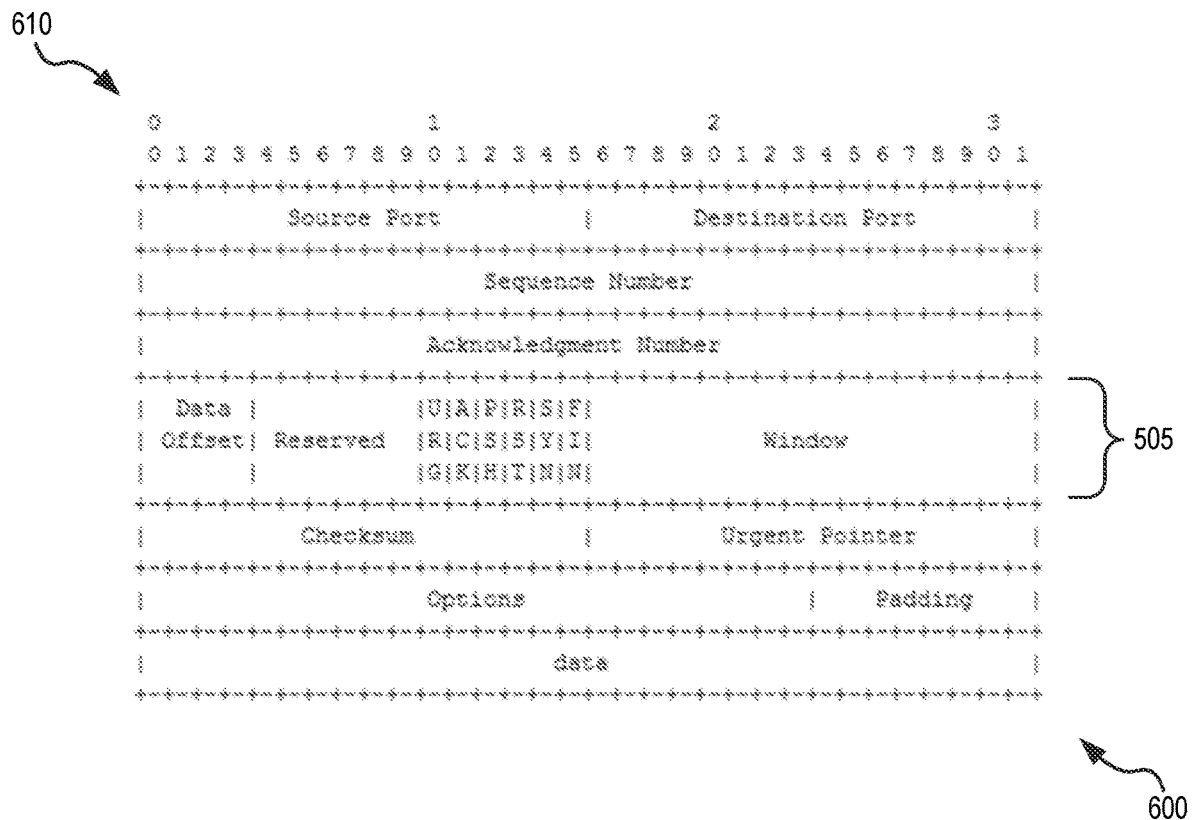 610
0 1 2 3
0 1 2 3 4 5 6 7 8 9 0 1 2 3 4 5 6 7 8 9 0 1 2 3 4 5 6 7 8 9 0 1
+-+-+-+-+-+-+-+-+-+-+-+-+-+-+-+-+-+-+-+-+-+-+-+-+-+-+-+-+-+-+-+-+
| Source Port | Destination Port |
+-+-+-+-+-+-+-+-+-+-+-+-+-+-+-+-+-+-+-+-+-+-+-+-+-+-+-+-+-+-+-+-+
| Sequence Number |
+-+-+-+-+-+-+-+-+-+-+-+-+-+-+-+-+-+-+-+-+-+-+-+-+-+-+-+-+-+-+-+-+
| Acknowledgment Number |
+-+-+-+-+-+-+-+-+-+-+-+-+-+-+-+-+-+-+-+-+-+-+-+-+-+-+-+-+-+-+-+-+
| Data | |U|A|P|R|S|F| |
| Offset| Reserved |R|C|S|S|Y|I| Window | 505
| | |G|K|H|T|N|N| |
+-+-+-+-+-+-+-+-+-+-+-+-+-+-+-+-+-+-+-+-+-+-+-+-+-+-+-+-+-+-+-+-+
| Checksum | Urgent Pointer |
+-+-+-+-+-+-+-+-+-+-+-+-+-+-+-+-+-+-+-+-+-+-+-+-+-+-+-+-+-+-+-+-+
| Options | Padding |
+-+-+-+-+-+-+-+-+-+-+-+-+-+-+-+-+-+-+-+-+-+-+-+-+-+-+-+-+-+-+-+-+
| data |
+-+-+-+-+-+-+-+-+-+-+-+-+-+-+-+-+-+-+-+-+-+-+-+-+-+-+-+-+-+-+-+-+
600